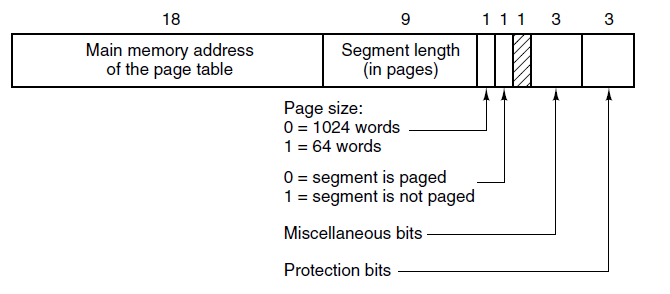 18 9 1 1 1 3 3
Main memory address
of the page table
Segment length
(in pages)
Page size:
0 = 1024 words
1 = 64 words
0 = segment is paged
1 = segment is not paged
Miscellaneous bits
Protection bits